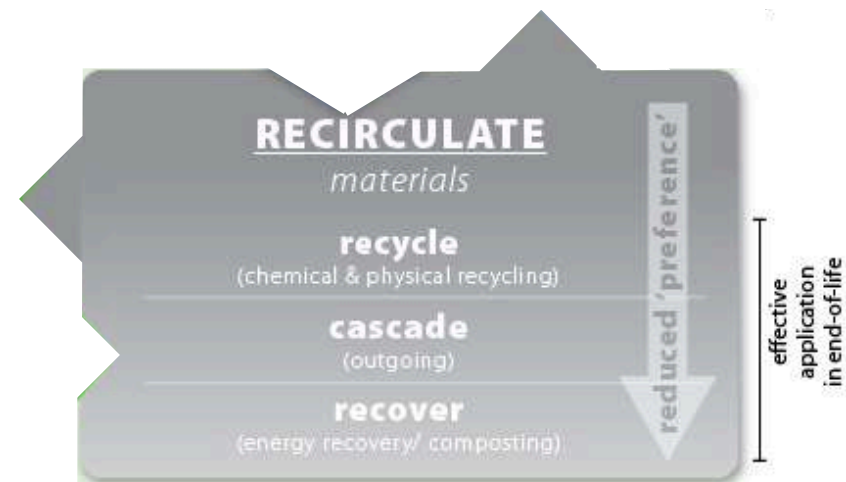 RECIRCULATE
materials
recycle
(chemical & physical recycling)
cascade
(outgoing)
recover
(energy recovery/ composting)
reduced 'preference'
effective
application
in end-of-life